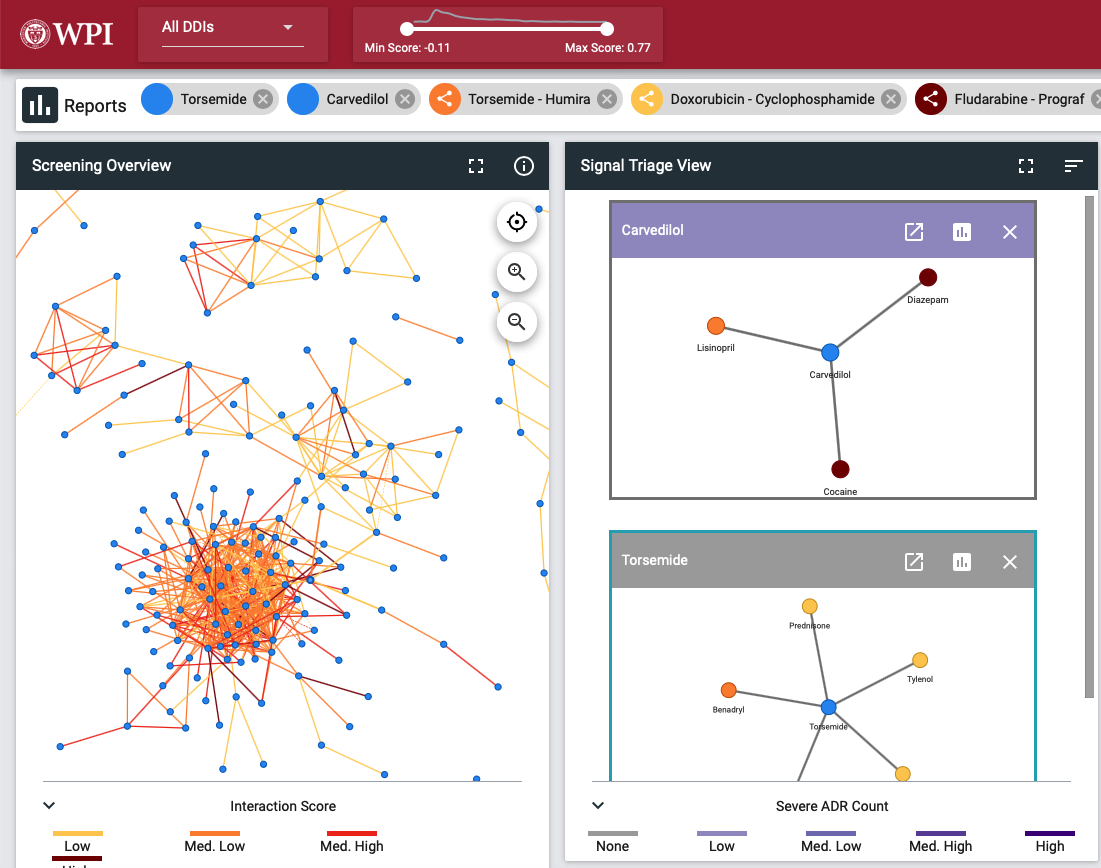 WPI
All DDIs
Min Score: -0.11
Max Score: 0.77
Reports
Torsemide
Carvedilol
Torsemide - Humira
Doxorubicin - Cyclophosphamide
Fludarabine - Prograf
Screening Overview
Signal Triage View
Carvedilol
Diazepam
Lisinopril
Carvedilol
Cocaine
Torsemide
Prednisone
Tylenol
Benadryl
Torsemide
Interaction Score
Low
Med. Low
Med. High
Severe ADR Count
None
Low
Med. Low
Med. High
High